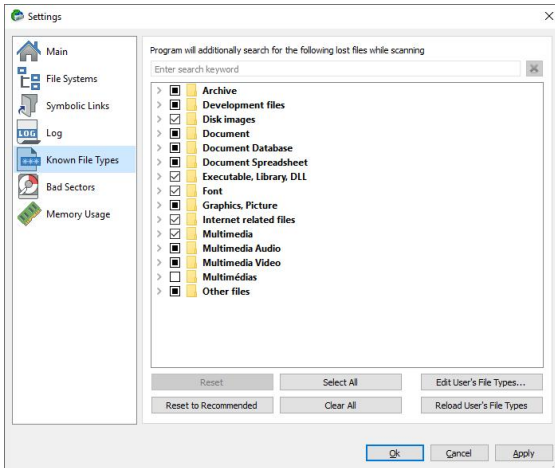 Settings
Main
File Systems
Symbolic Links
LOG
Log
Known File Types
Bad Sectors
Memory Usage
Program will additionally search for the following lost files while scanning
Enter search keyword
Archive
Development files
Disk images
Document
Document Database
Document Spreadsheet
Executable, Library, DLL
Font
Graphics, Picture
Internet related files
Multimedia
Multimedia Audio
Multimedia Video
Multimédias
Other files
Reset
Select All
Edit User's File Types...
Reset to Recommended
Clear All
Reload User's File Types
Ok
Cancel
Apply